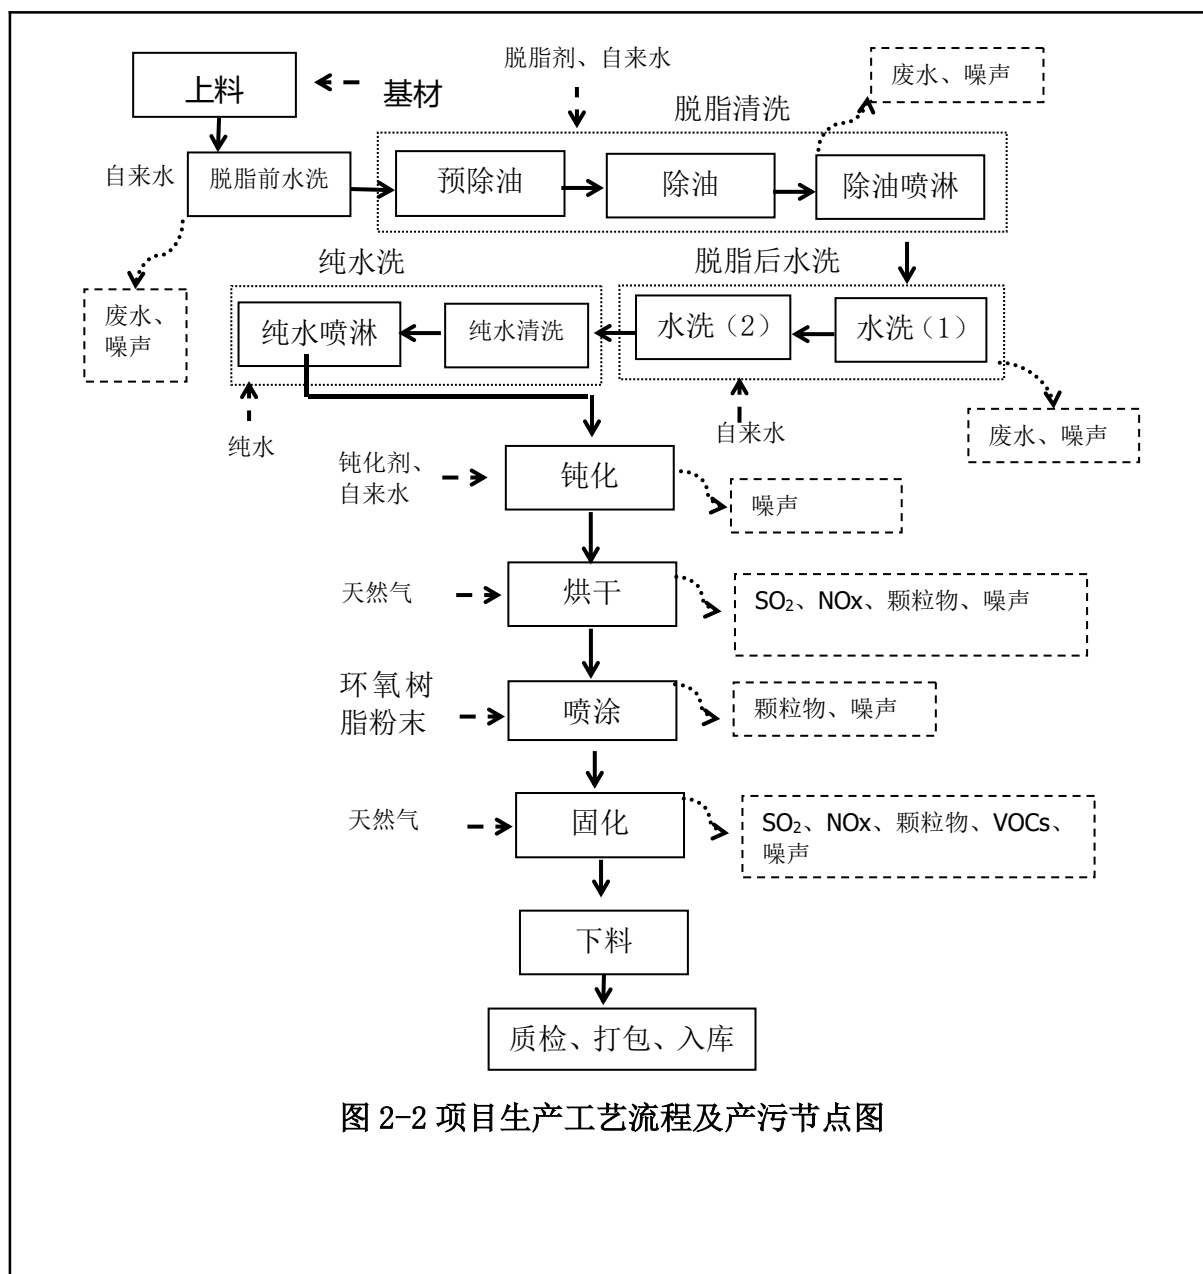 脱脂剂、自来水
废水、噪声
上料
基材
脱脂清洗
自来水
脱脂前水洗
预除油
除油
除油喷淋
纯水洗
脱脂后水洗
废水、
噪声
纯水喷淋
纯水清洗
水洗（2）
水洗（1）
纯水
自来水
废水、噪声
钝化剂、
自来水
钝化
噪声
天然气
烘干
SO₂、NOx、颗粒物、噪声
环氧树
脂粉末
喷涂
颗粒物、噪声
天然气
固化
SO₂、NOx、颗粒物、VOCs、
噪声
下料
质检、打包、入库
图 2-2 项目生产工艺流程及产污节点图